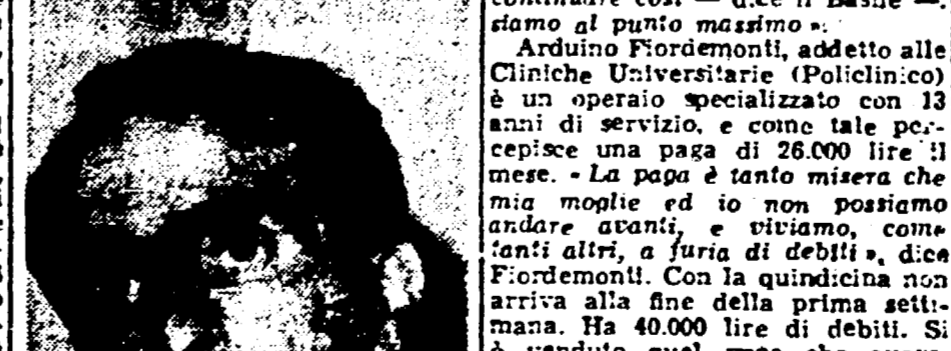 continuare così — dice il Basile —.
siamo al punto massimo ».
Arduino Fiordemonti, addetto alle
Cliniche Universitarie (Policlinico)
è un operaio specializzato con 13
anni di servizio, e come tale per-
cepisce una paga di 26.000 lire il
mese. « La paga è tanto misera che
mia moglie ed io non possiamo
andare avanti, e viviamo, come
tanti altri, a furia di debiti », dice
Fiordemonti. Con la quindicina non
arriva alla fine della prima setti-
mana. Ha 40.000 lire di debiti. Si
è venduto quel